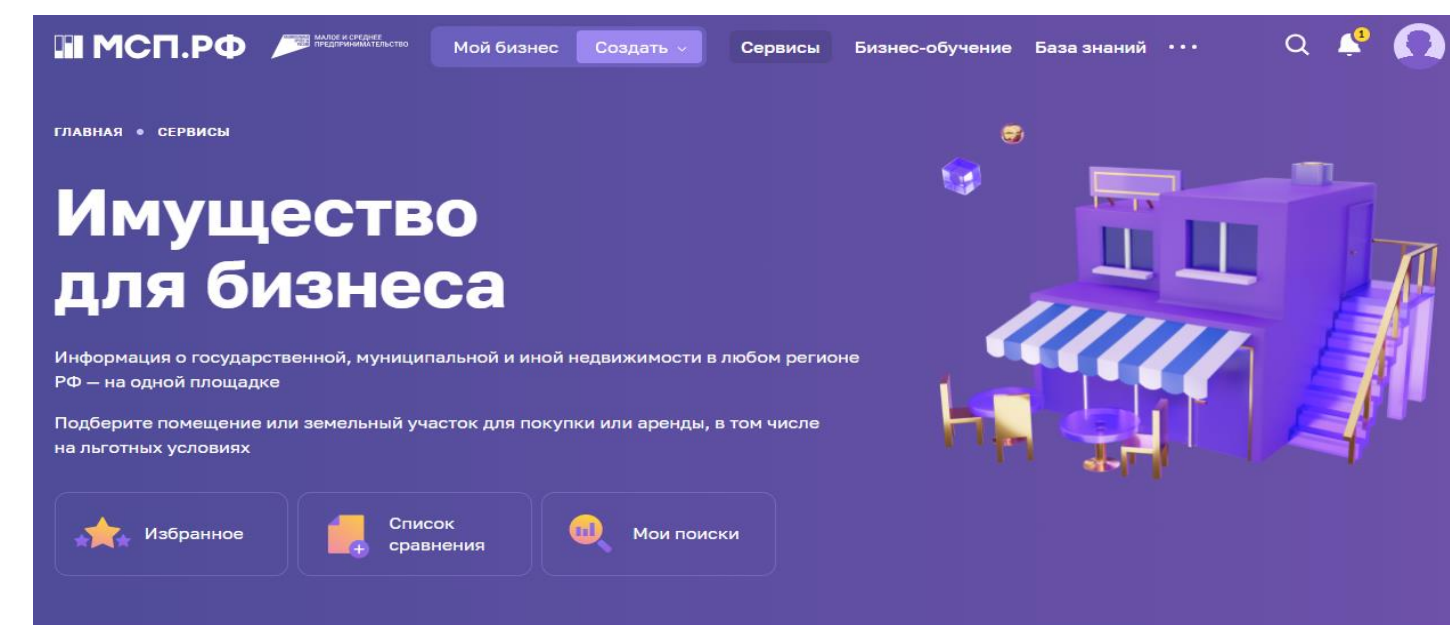 МСП.РФ
МАЛОЕ И СРЕДНЕЕ
ПРЕДПРИНИМАТЕЛЬСТВО
Мой бизнес
Создать
Сервисы
Бизнес-обучение
База знаний
1
ГЛАВНАЯ • СЕРВИСЫ
Имущество
для бизнеса
Информация о государственной, муниципальной и иной недвижимости в любом регионе
РФ — на одной площадке
Подберите помещение или земельный участок для покупки или аренды, в том числе
на льготных условиях
Избранное
Список
сравнения
Мои поиски